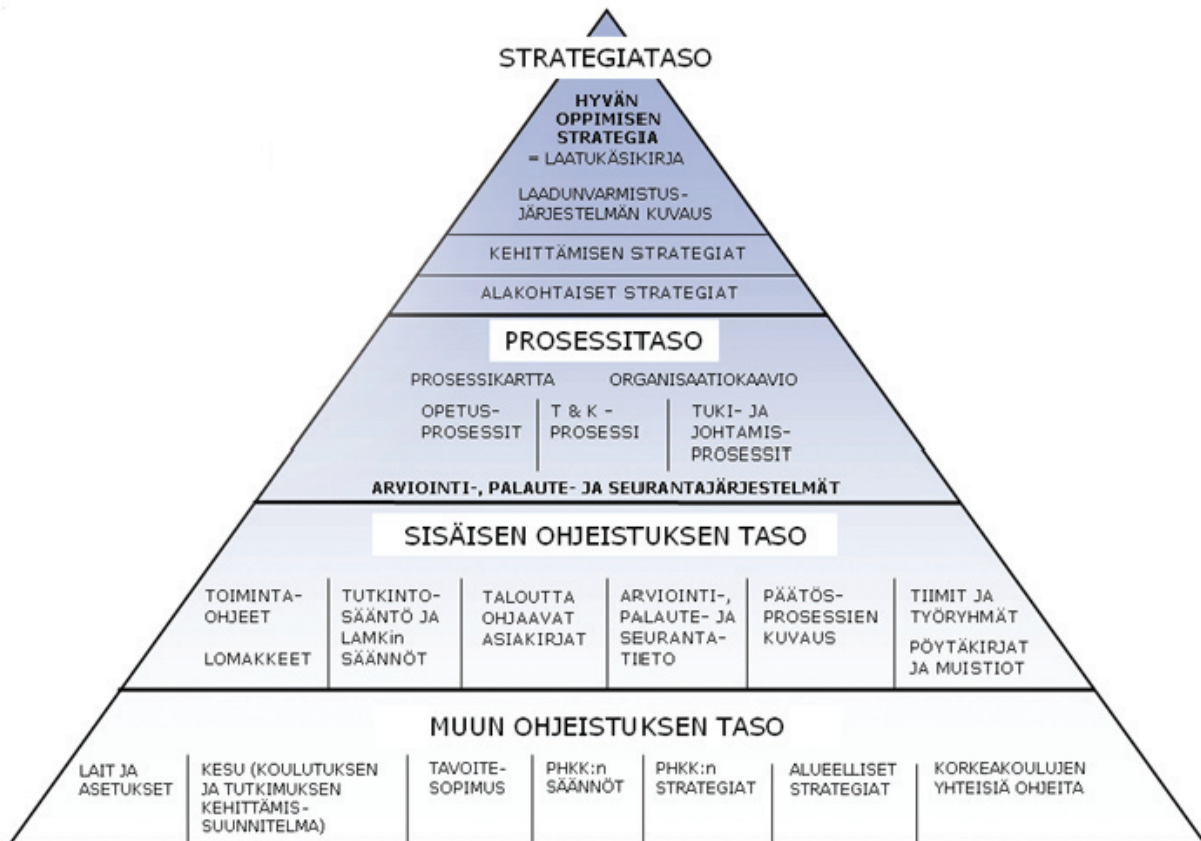 STRATEGIATASO
HYVÄN
OPPIMISEN
STRATEGIA
= LAATUKÄSIKIRJA
LAADUNVARMISTUS-
JÄRJESTELMÄN KUVAUS
KEHITTÄMISEN STRATEGIAT
ALAKOHTAISET STRATEGIAT
PROSESSITASO
PROSESSIKARTTA
ORGANISAATIOKAAVIO
OPETUS-
PROSESSIT
T & K -
PROSESSI
TUKI- JA
JOHTAMIS-
PROSESSIT
ARVIOINTI-, PALAUTE- JA SEURANTAJÄRJESTELMÄT
SISÄISEN OHJEISTUKSEN TASO
TOIMINTA-
OHJEET
LOMAKKEET
TUTKINTO-
SÄÄNTÖ JA
LAMKin
SÄÄNNÖT
TALOUTTA
OHJAAVAT
ASIAKIRJAT
ARVIOINTI-,
PALAUTE- JA
SEURANTA-
TIETO
PÄÄTÖS-
PROSESSIEN
KUVAUS
TIIMIT JA
TYÖRYHMÄT
PÖYTÄKIRJAT
JA MUISTIOT
MUUN OHJEISTUKSEN TASO
LAIT JA
ASETUKSET
KESU (KOULUTUKSEN
JA TUTKIMUKSEN
KEHITTÄMIS-
SUUNNITELMA)
TAVOITE-
SOPIMUS
PHKK:n
SÄÄNNÖT
PHKK:n
STRATEGIAT
ALUEELLISET
STRATEGIAT
KORKEAKOULUJEN
YHTEISIÄ OHJEITA